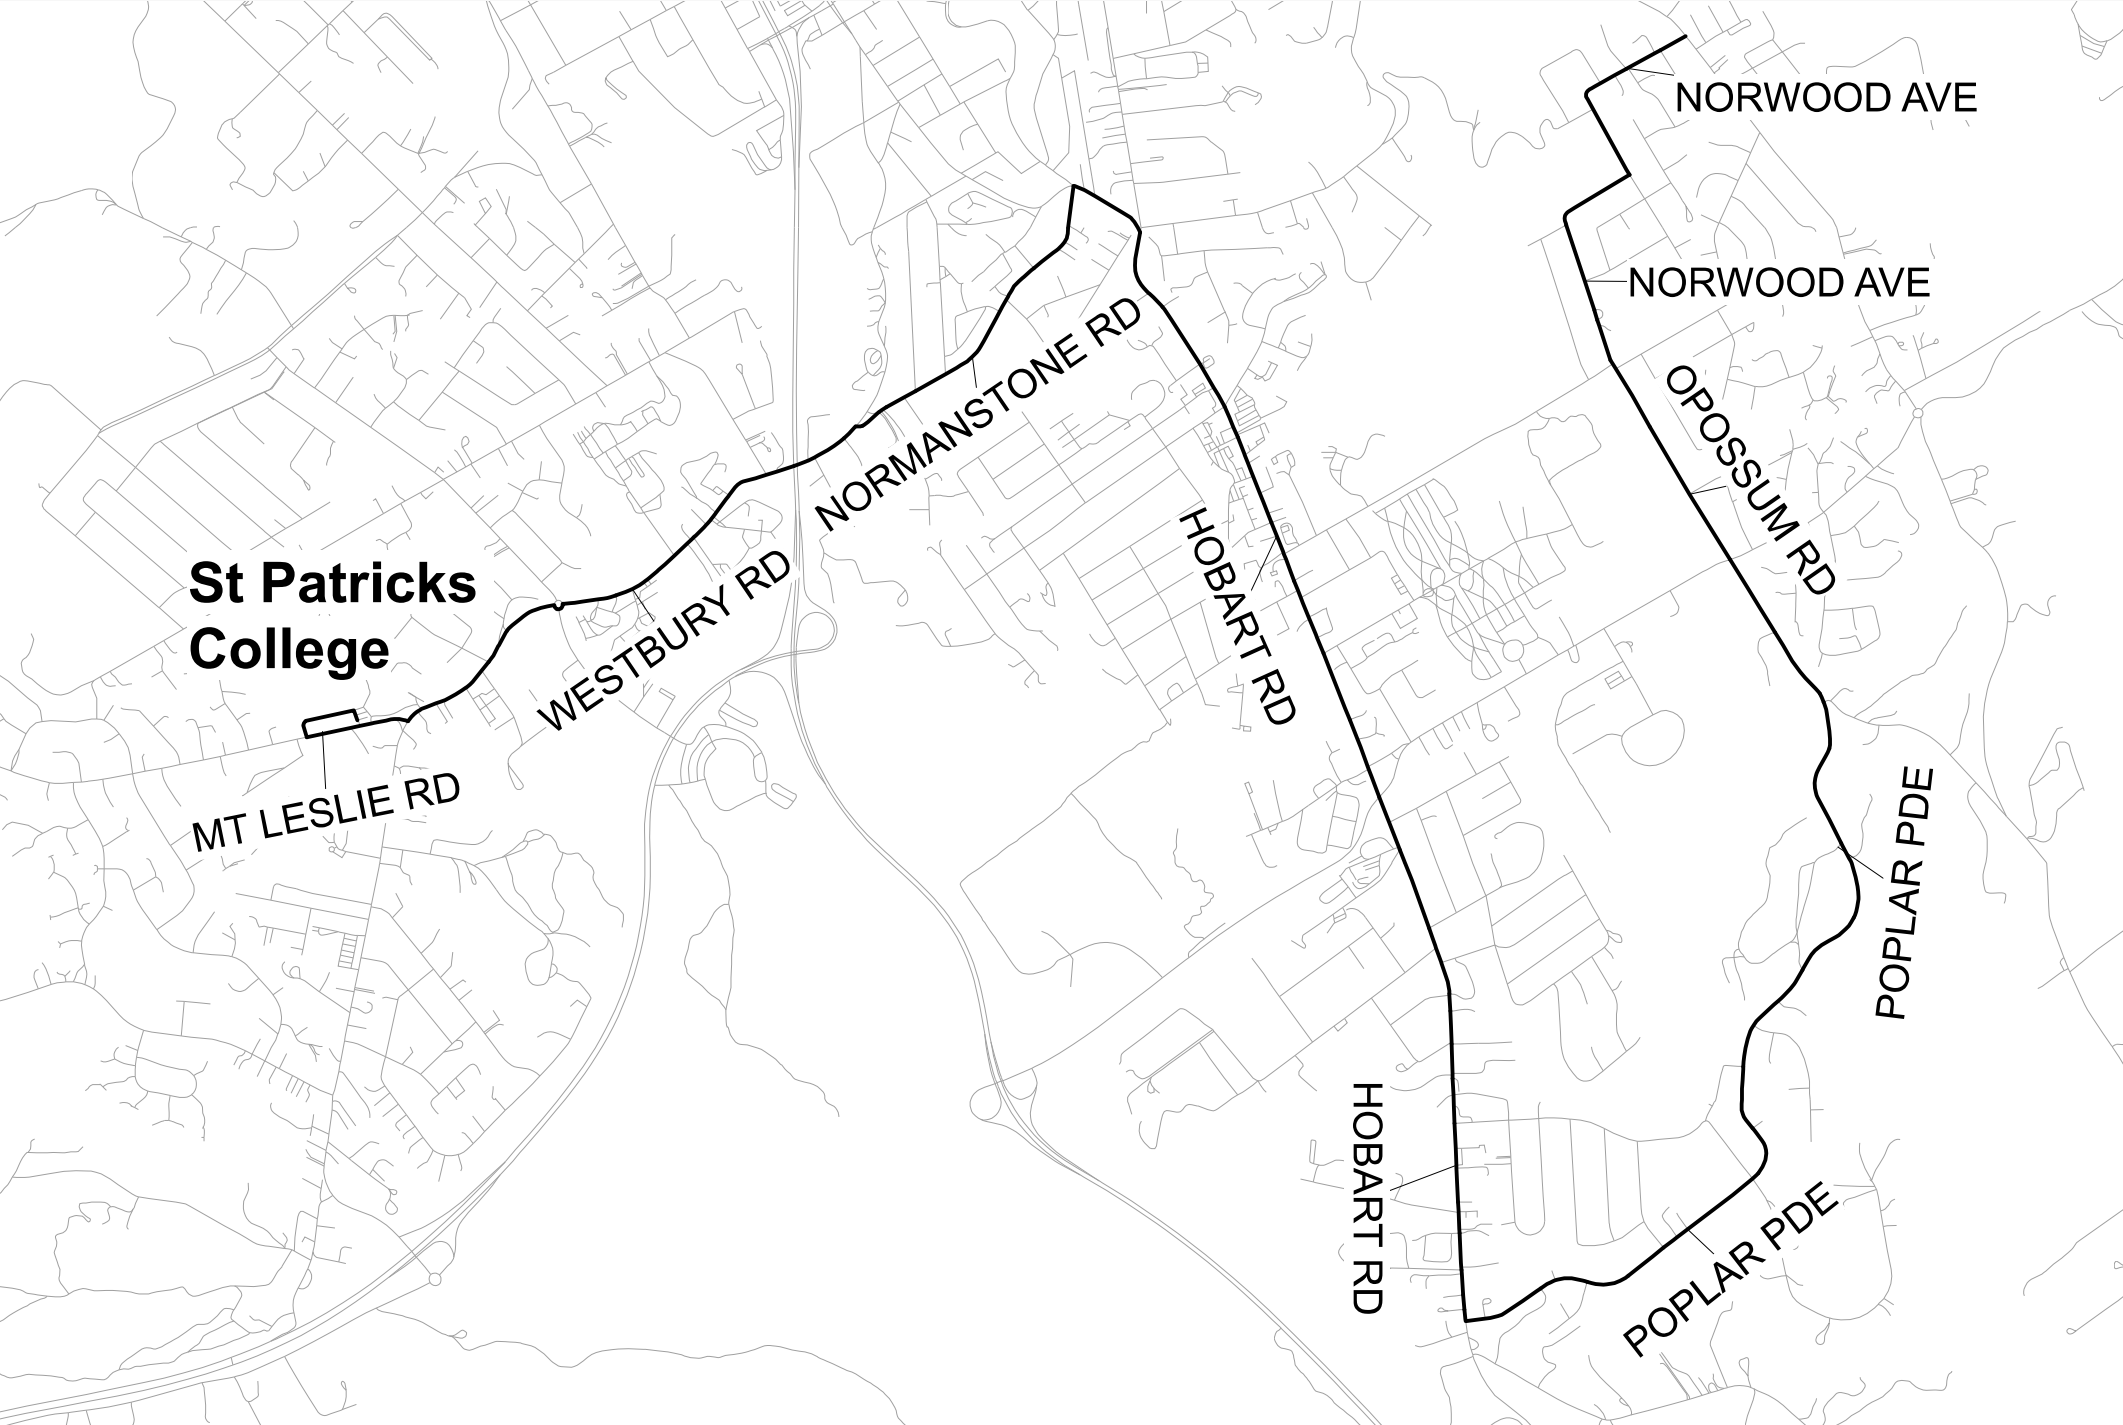 NORWOOD AVE
NORWOOD AVE
OPOSSUM RD
NORMANSTONE RD
HOBART RD
WESTBURY RD
St Patricks
College
MT LESLIE RD
POPLAR PDE
HOBART RD
POPLAR PDE